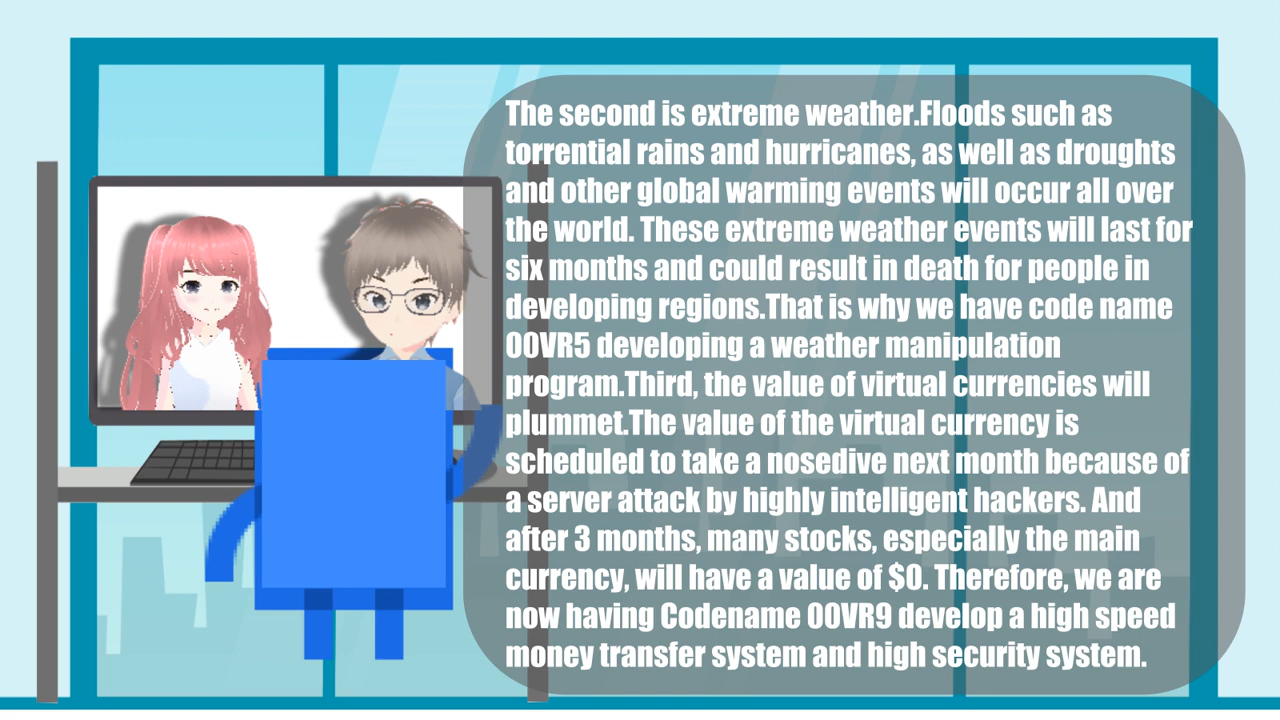 The second is extreme weather.Floods such as
torrential rains and hurricanes, as well as droughts
and other global warming events will occur all over
the world. These extreme weather events will last for
six months and could result in death for people in
developing regions.That is why we have code name
00VR5 developing a weather manipulation
program.Third, the value of virtual currencies will
plummet.The value of the virtual currency is
scheduled to take a nosedive next month because of
a server attack by highly intelligent hackers. And
after 3 months, many stocks, especially the main
currency, will have a value of $0. Therefore, we are
now having Codename 00VR9 develop a high speed
money transfer system and high security system.